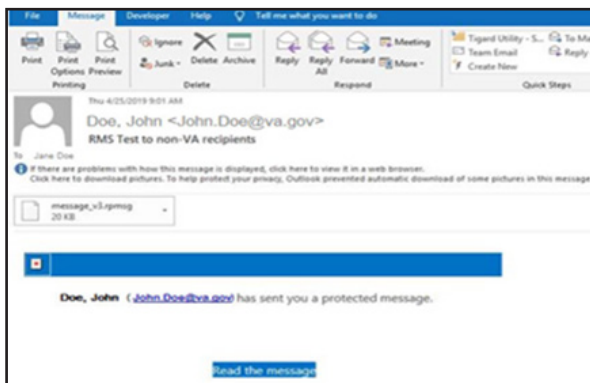 File Message Developer Help Tell me what you want to do
Print Print Options Print Preview
Ignore Junk Delete Archive
Reply Reply All Forward Meeting More
Tigard Utility - S... To Ma
Team Email Reply
Create New
Printing Delete Respond Quick Steps
Thu 4/25/2019 9:01 AM
Doe, John <John.Doe@va.gov>
RMS Test to non-VA recipients
To Jane Doe
If there are problems with how this message is displayed, click here to view it in a web browser.
Click here to download pictures. To help protect your privacy, Outlook prevented automatic download of some pictures in this message
message_v3.rpmsg
20 KB
Doe, John (John.Doe@va.gov) has sent you a protected message.
Read the message